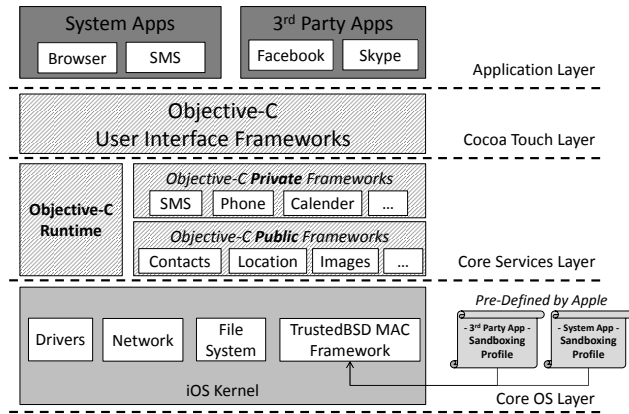 System Apps
Browser
SMS
3rd Party Apps
Facebook
Skype
Application Layer
Objective-C
User Interface Frameworks
Cocoa Touch Layer
Objective-C
Runtime
Objective-C Private Frameworks
SMS
Phone
Calender
...
Objective-C Public Frameworks
Contacts
Location
Images
...
Core Services Layer
Drivers
Network
File
System
TrustedBSD MAC
Framework
iOS Kernel
Pre-Defined by Apple
- 3rd Party App -
Sandboxing
Profile
- System App -
Sandboxing
Profile
Core OS Layer